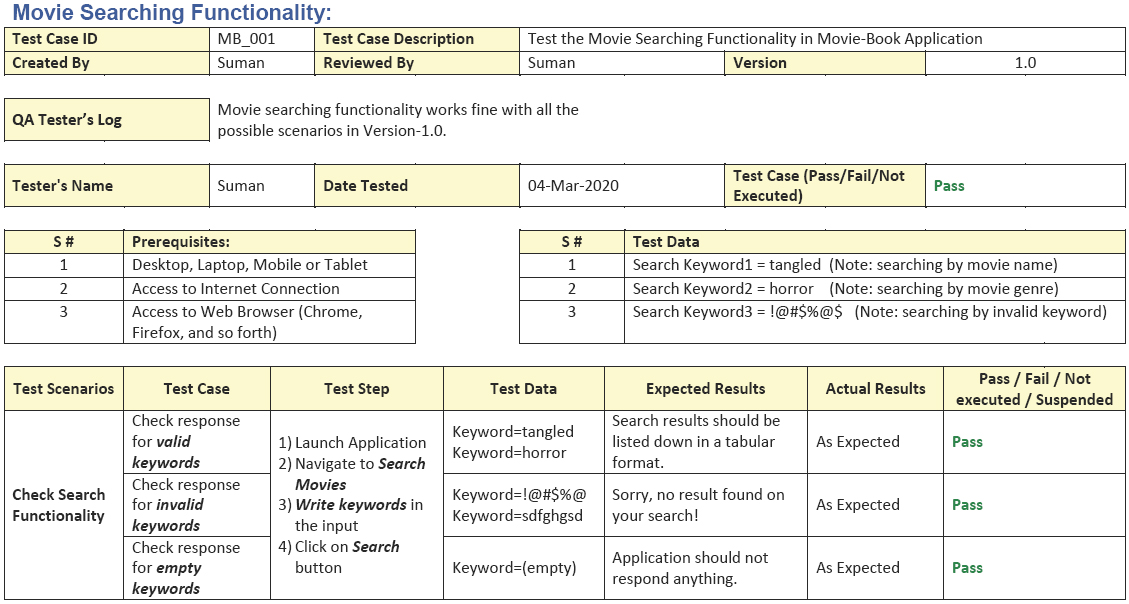 Movie Searching Functionality:
Test Case ID MB_001 Test Case Description Test the Movie Searching Functionality in Movie-Book Application
Created By Suman Reviewed By Suman Version 1.0
QA Tester’s Log
Movie searching functionality works fine with all the
possible scenarios in Version-1.0.
Tester's Name Suman Date Tested 04-Mar-2020
Test Case (Pass/Fail/Not
Executed)
Pass
S # Prerequisites:
1 Desktop, Laptop, Mobile or Tablet
2 Access to Internet Connection
3 Access to Web Browser (Chrome,
Firefox, and so forth)
S # Test Data
1 Search Keyword1 = tangled (Note: searching by movie name)
2 Search Keyword2 = horror (Note: searching by movie genre)
3 Search Keyword3 = !@#$%@$ (Note: searching by invalid keyword)
Test Scenarios Test Case Test Step Test Data Expected Results Actual Results
Pass / Fail / Not
executed / Suspended
Check Search
Functionality
Check response
for valid
keywords
1) Launch Application
2) Navigate to Search
Movies
3) Write keywords in
the input
4) Click on Search
button
Keyword=tangled
Keyword=horror
Search results should be
listed down in a tabular
format.
As Expected
Pass
Check response
for invalid
keywords
Keyword=!@#$%@
Keyword=sdfghgsd
Sorry, no result found on
your search!
As Expected
Pass
Check response
for empty
keywords
Keyword=(empty)
Application should not
respond anything.
As Expected
Pass